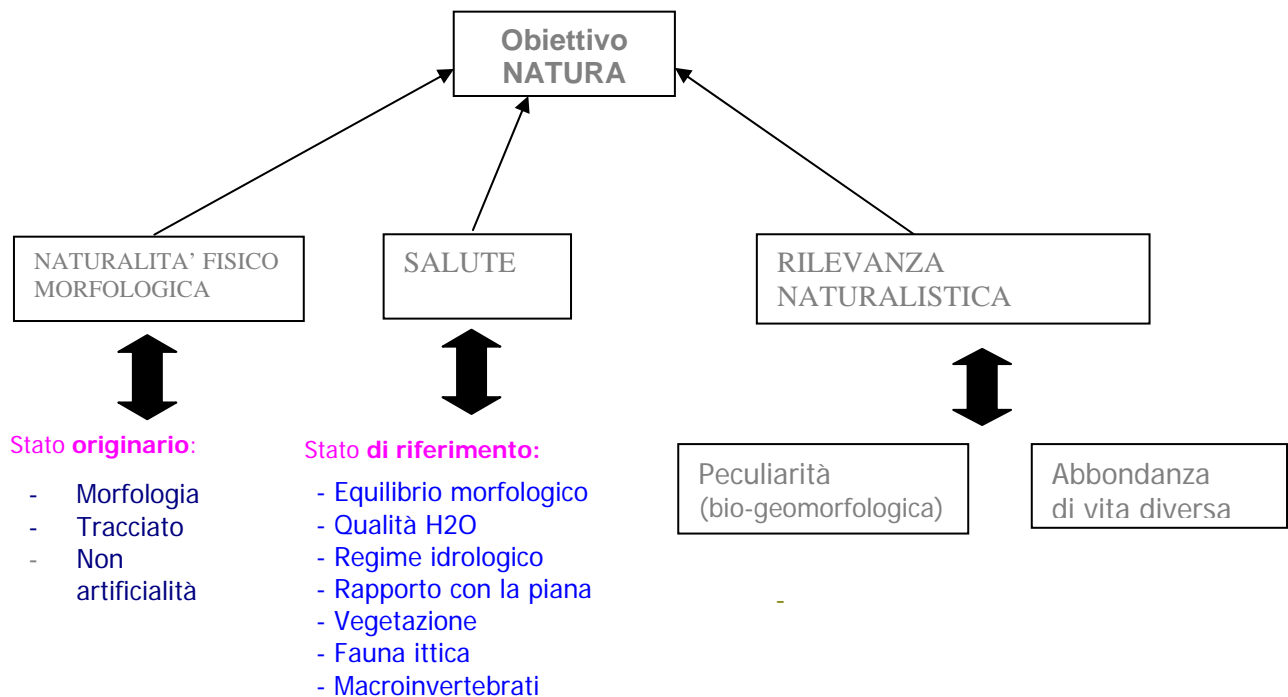 Obiettivo
NATURA
NATURALITA’ FISICO
MORFOLOGICA
SALUTE
RILEVANZA
NATURALISTICA
Stato originario:
- Morfologia
- Tracciato
- Non
artificialità
Stato di riferimento:
- Equilibrio morfologico
- Qualità H2O
- Regime idrologico
- Rapporto con la piana
- Vegetazione
- Fauna ittica
- Macroinvertebrati
Peculiarità
(bio-geomorfologica)
Abbondanza
di vita diversa
-